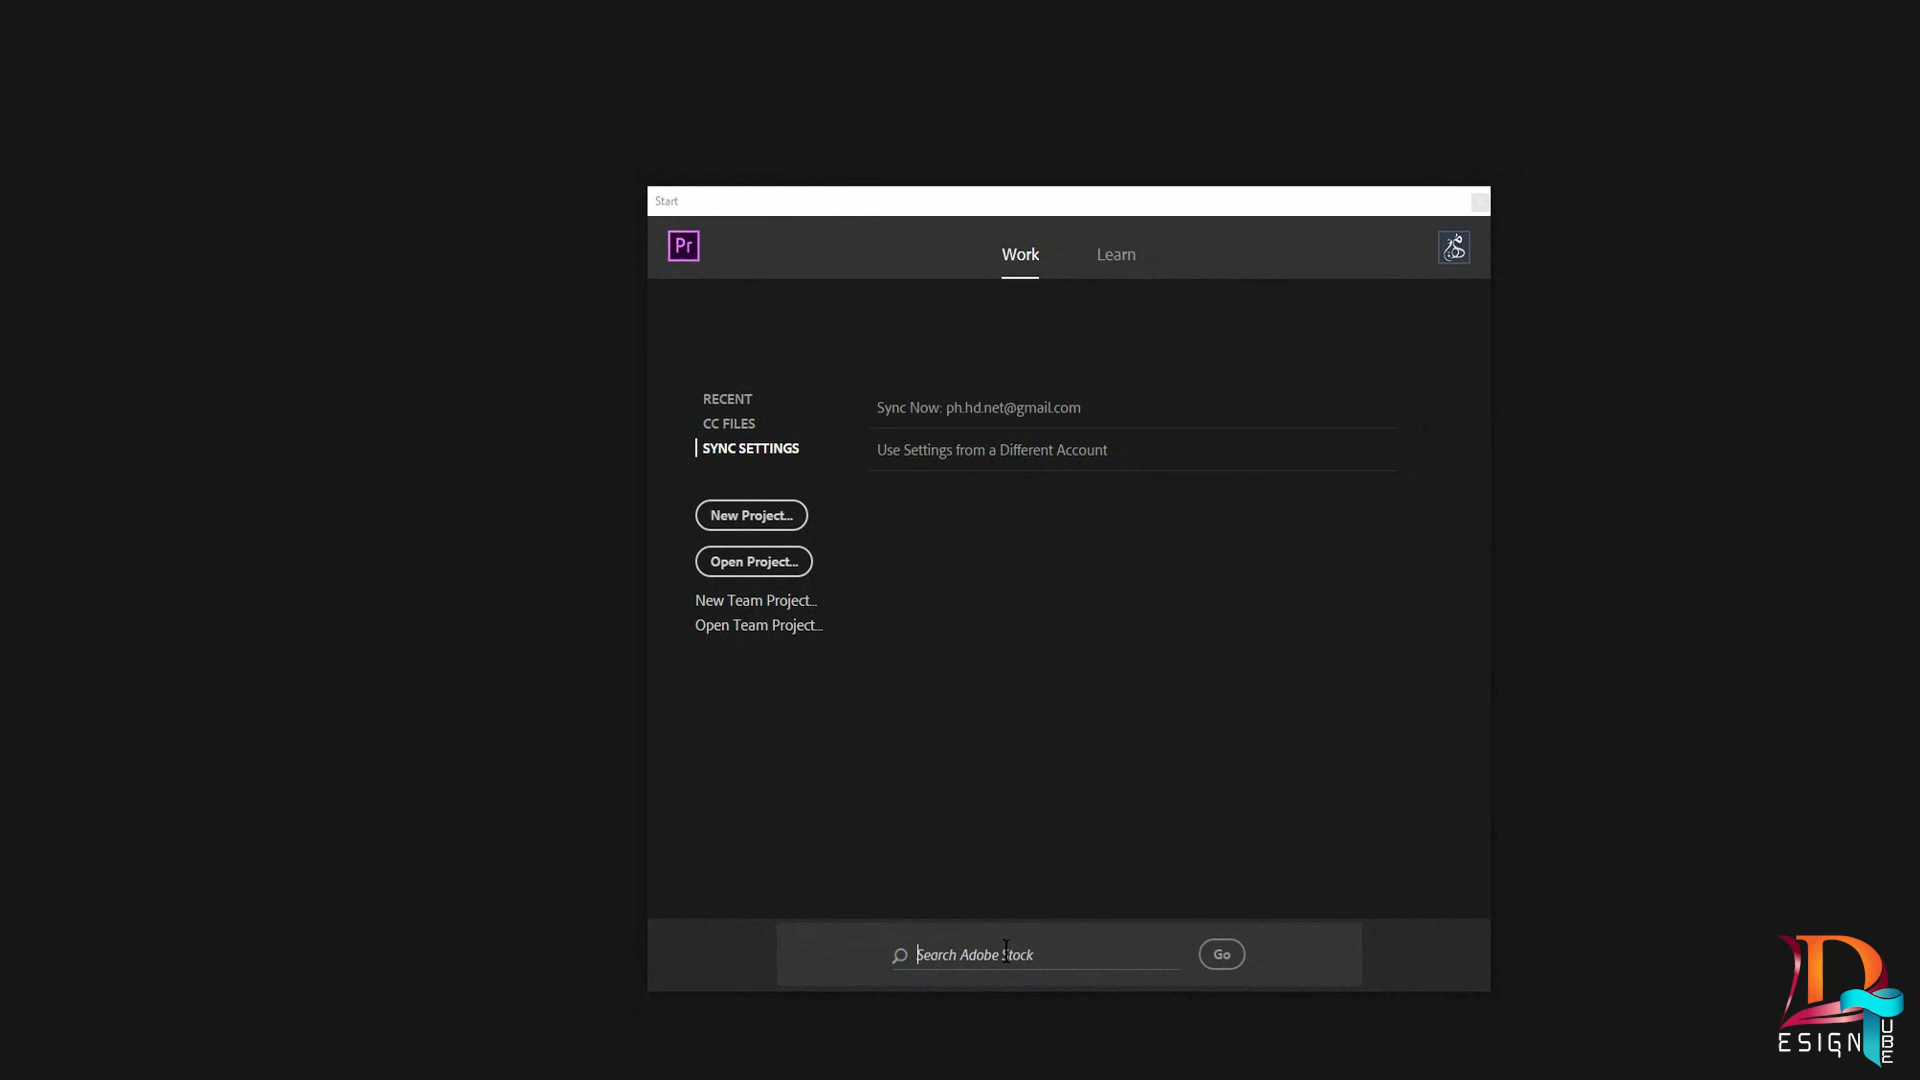 Start
Pr
Work
Learn
RECENT
CC FILES
SYNC SETTINGS
Sync Now: ph.hd.net@gmail.com
Use Settings from a Different Account
New Project...
Open Project...
New Team Project...
Open Team Project...
Search Adobe Stock
Go
D
ESIGN
UBE